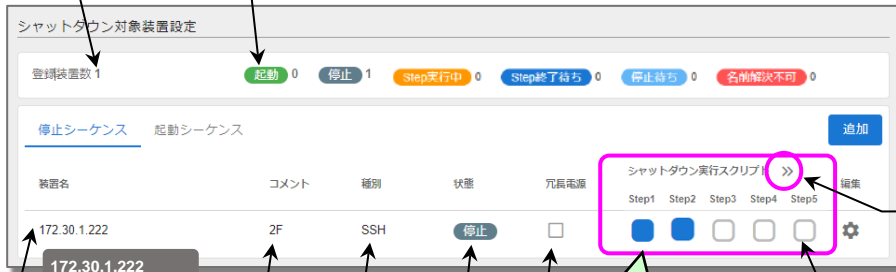 シャットダウン対象装置設定
登録装置数 1 起動 0 停止 1 Step実行中 0 Step終了待ち 0 停止待ち 0 名前解決不可 0
停止シーケンス 起動シーケンス 追加
装置名 コメント 種別 状態 冗長電源 シャットダウン実行スクリプト >> 編集
Step1 Step2 Step3 Step4 Step5
172.30.1.222 2F SSH 停止
172.30.1.222